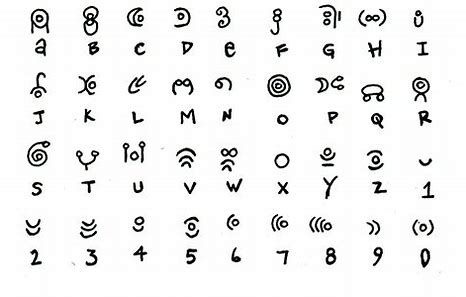 a B C D e F G H I
J K L M N O P Q R
S T U V W X Y Z 1
2 3 4 5 6 7 8 9 0